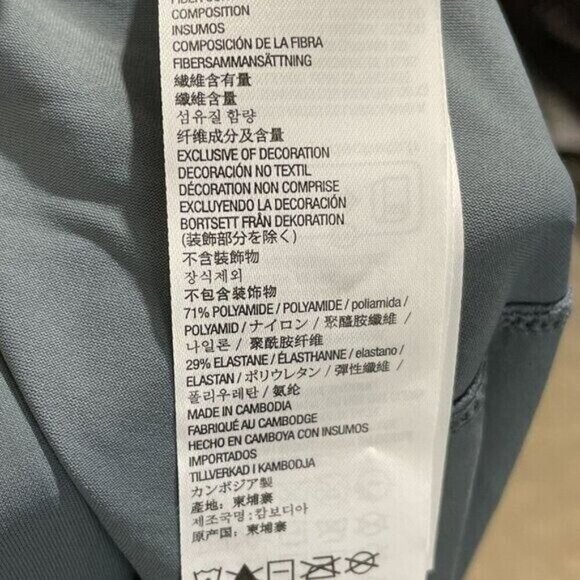 COMPOSITION
INSUMOS
COMPOSICIÓN DE LA FIBRA
FIBERSAMMANSÄTTNING
繊維含有量
纖維含量
섬유질 함량
纤维成分及含量
EXCLUSIVE OF DECORATION
DECORACIÓN NO TEXTIL
DÉCORATION NON COMPRISE
EXCLUYENDO LA DECORACIÓN
BORTSETT FRÅN DEKORATION
(装飾部分を除く)
不含裝飾物
장식제외
不包含装饰物
71% POLYAMIDE / POLYAMIDE / poliamida /
POLYAMID / ナイロン / 聚醯胺纖維 /
나일론 / 聚酰胺纤维
29% ELASTANE / ÉLASTHANNE / elastano /
ELASTAN / ポリウレタン / 彈性纖維 /
폴리우레탄 / 氨纶
MADE IN CAMBODIA
FABRIQUÉ AU CAMBODGE
HECHO EN CAMBOYA CON INSUMOS
IMPORTADOS
TILLVERKAD I KAMBODJA
カンボジア製
產地: 柬埔寨
제조국명:캄보디아
原产国: 柬埔寨